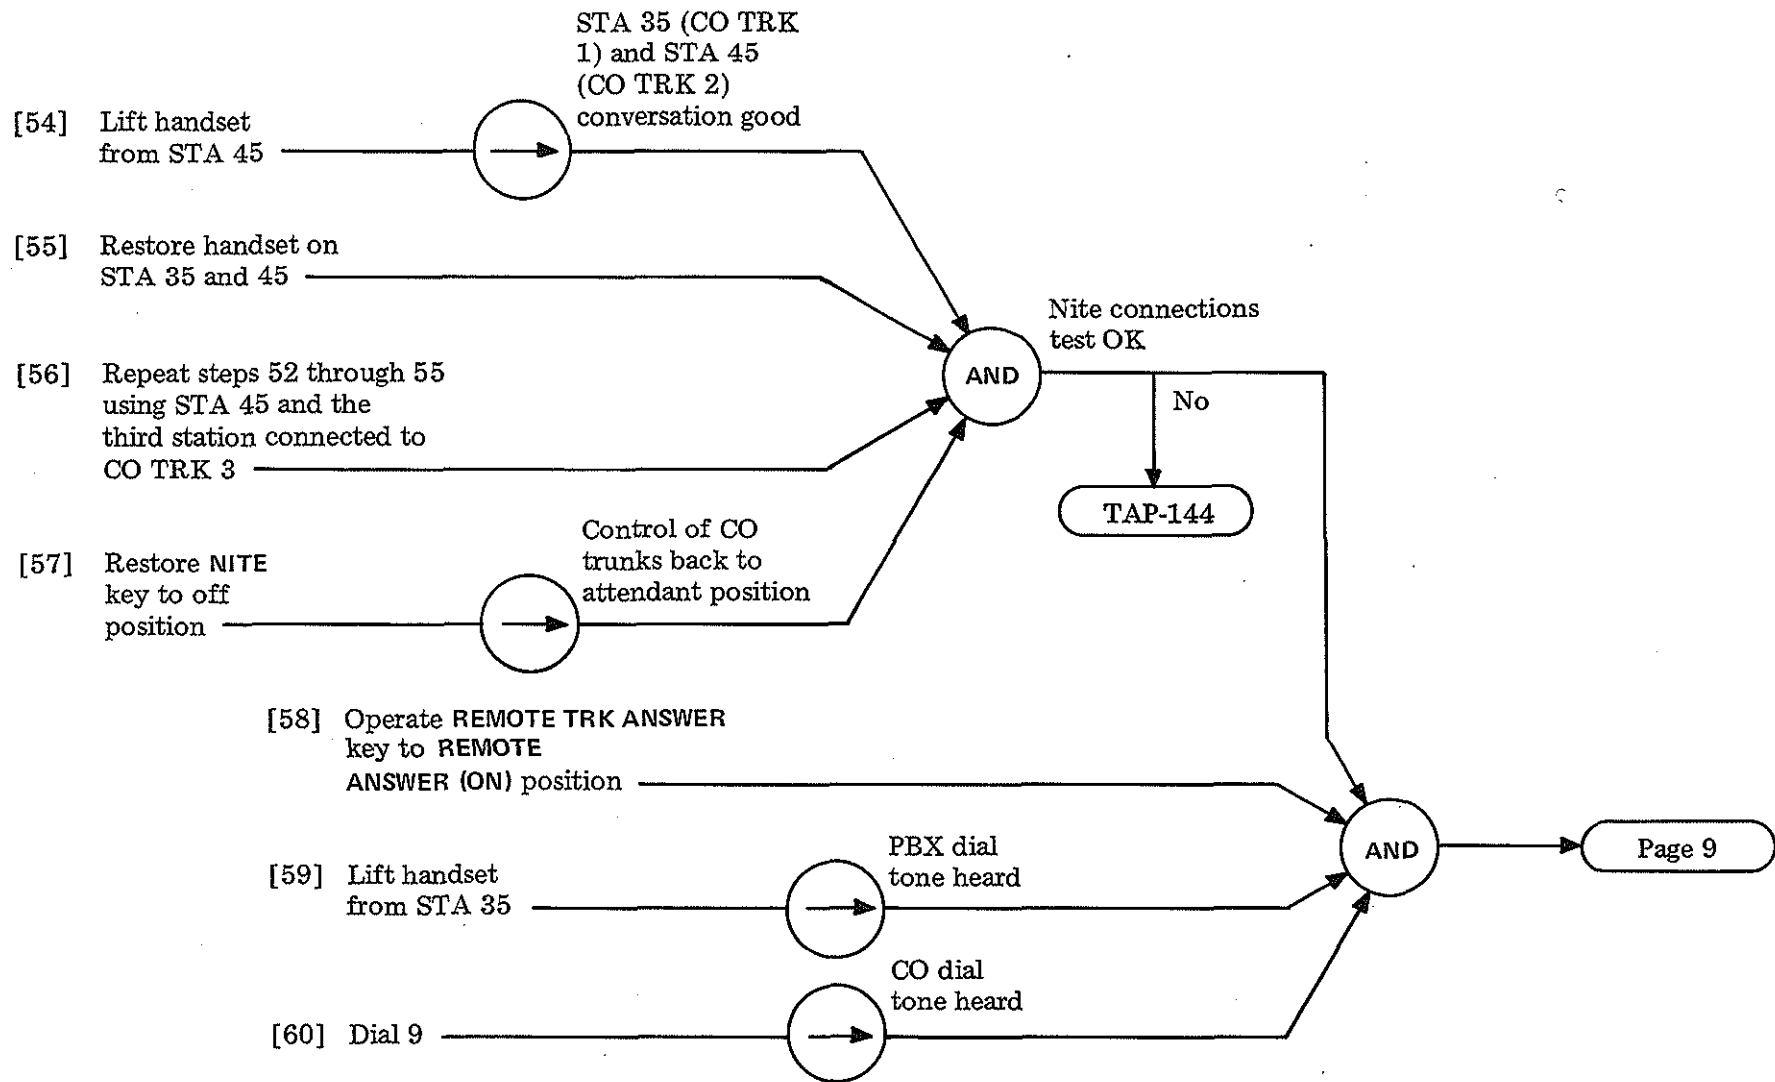 STA 35 (CO TRK
1) and STA 45
(CO TRK 2)
conversation good
[54] Lift handset
from STA 45
[55] Restore handset on
STA 35 and 45
Nite connections
test OK
[56] Repeat steps 52 through 55
using STA 45 and the
third station connected to
CO TRK 3
AND
No
TAP-144
[57] Restore NITE
key to off
position
Control of CO
trunks back to
attendant position
[58] Operate REMOTE TRK ANSWER
key to REMOTE
ANSWER (ON) position
[59] Lift handset
from STA 35
PBX dial
tone heard
AND
Page 9
[60] Dial 9
CO dial
tone heard